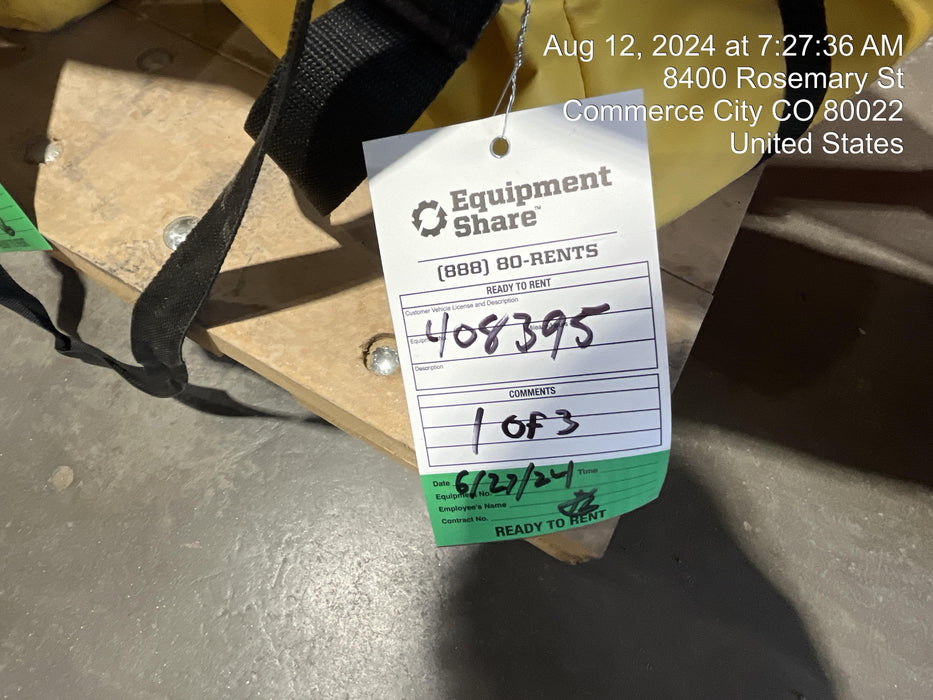 Aug 12, 2024 at 7:27:36 AM
8400 Rosemary St
Commerce City CO 80022
United States
Equipment
Share™
(888) 80-RENTS
READY TO RENT
Customer Vehicle License and Description
408395
Description
COMMENTS
1 OF 3
Date 6/27/24 Time
Equipment No.
Employee's Name
Contract No.
READY TO RENT